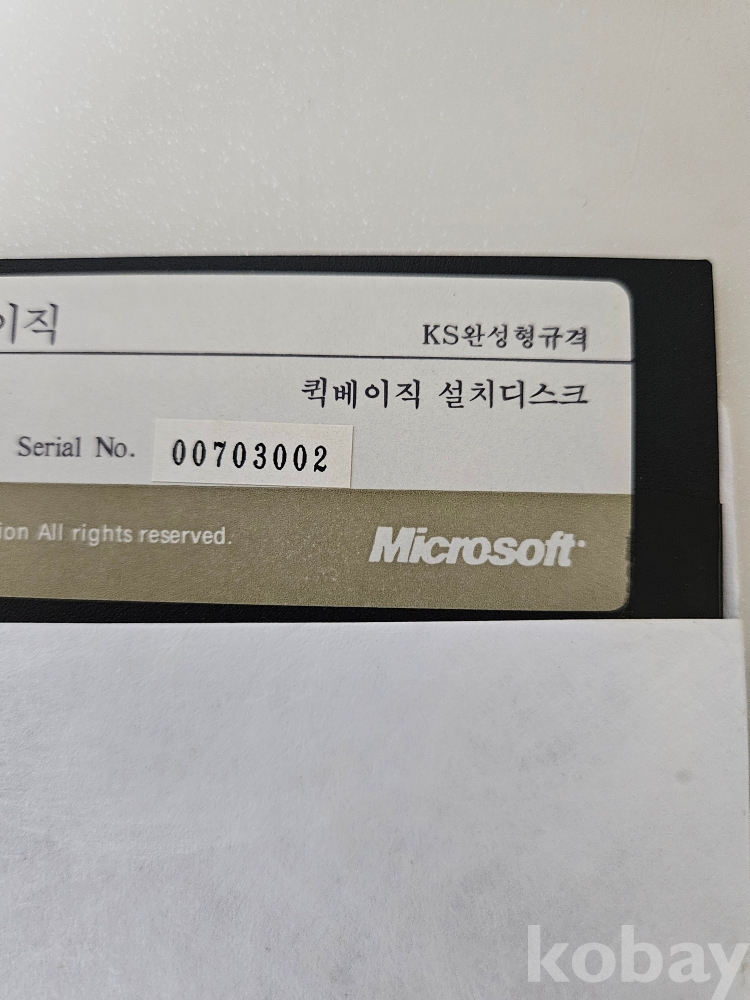 이직
KS완성형규격
퀵베이직 설치디스크
Serial No. 00703002
ion All rights reserved.
Microsoft
kobay